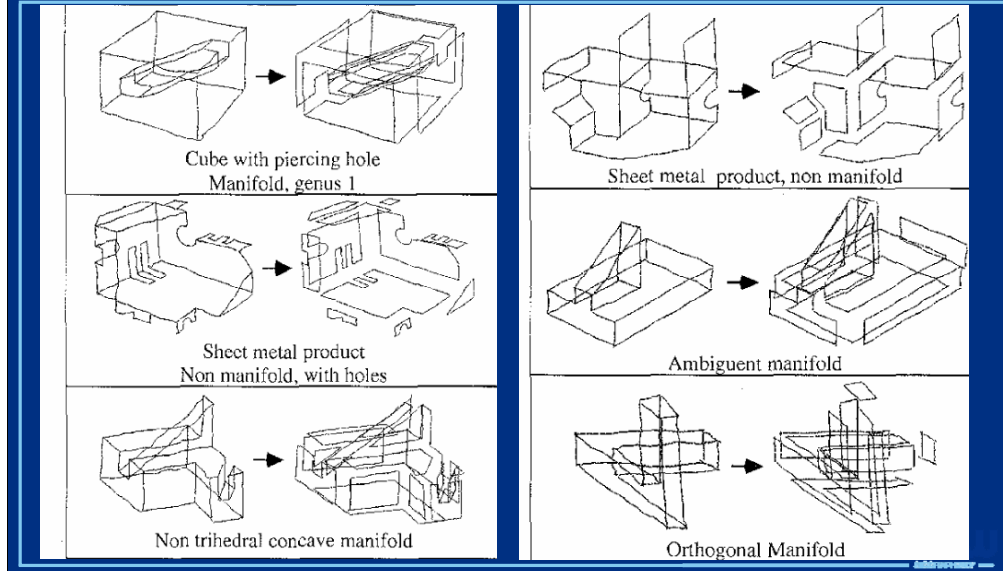 Cube with piercing hole
Manifold, genus 1
Sheet metal product
Non manifold, with holes
Non trihedral concave manifold
Sheet metal product, non manifold
Ambiguent manifold
Orthogonal Manifold